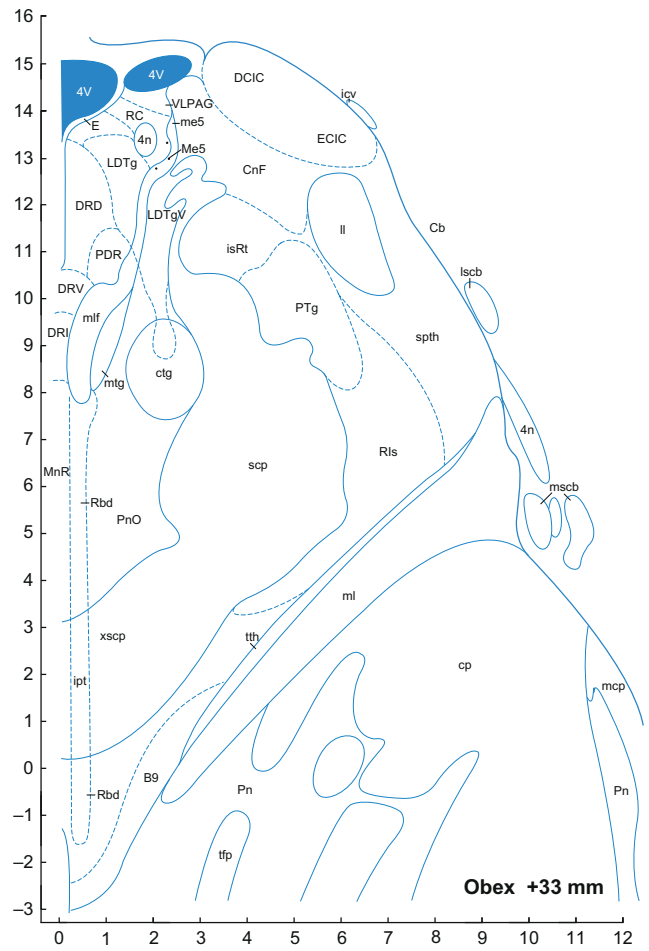 16
15
14
13
12
11
10
9
8
7
6
5
4
3
2
1
0
–1
–2
–3
4V
4V
DCIC
icv
VLPAG
RC
me5
E
4n
ECIC
Me5
LDTg
CnF
DRD
LDTgV
Cb
ll
isRt
PDR
lscb
DRV
PTg
mlf
DRI
spth
ctg
mtg
4n
RIs
scp
MnR
mscb
Rbd
PnO
ml
xscp
tth
cp
ipt
mcp
B9
Pn
Pn
Rbd
tfp
Obex +33 mm
0 1 2 3 4 5 6 7 8 9 10 11 12